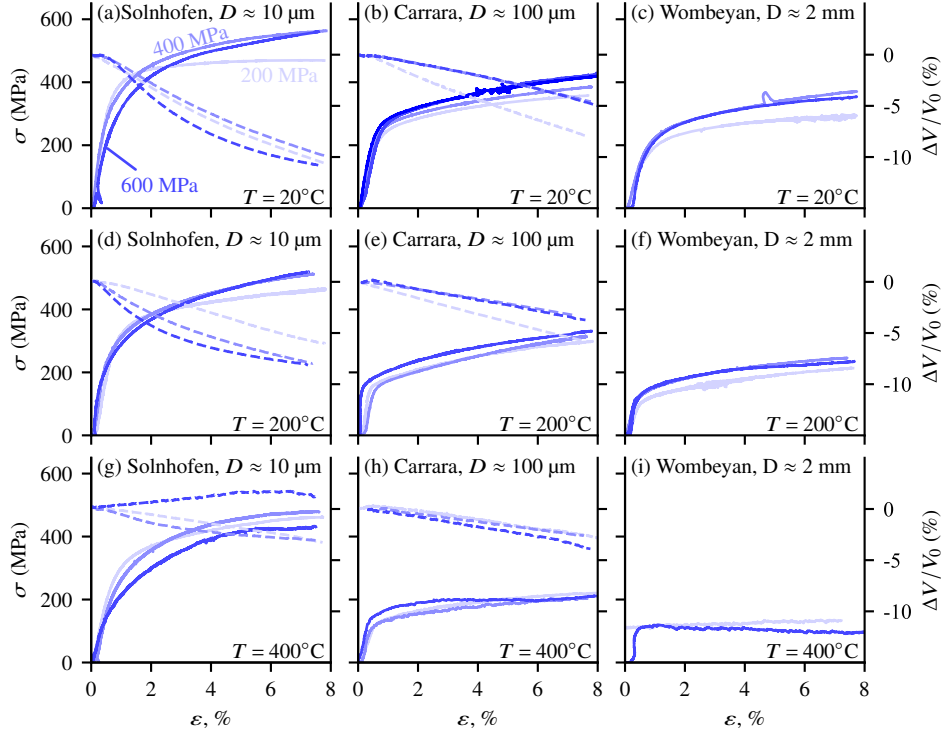 (a)Solnhofen, D ≈ 10 µm
(b) Carrara, D ≈ 100 µm
(c) Wombeyan, D ≈ 2 mm
600
400
200
0
σ (MPa)
400 MPa
200 MPa
600 MPa
T = 20°C
T = 20°C
T = 20°C
0
-5
-10
ΔV/V₀ (%)
(d) Solnhofen, D ≈ 10 µm
(e) Carrara, D ≈ 100 µm
(f) Wombeyan, D ≈ 2 mm
600
400
200
0
σ (MPa)
T = 200°C
T = 200°C
T = 200°C
0
-5
-10
ΔV/V₀ (%)
(g) Solnhofen, D ≈ 10 µm
(h) Carrara, D ≈ 100 µm
(i) Wombeyan, D ≈ 2 mm
600
400
200
0
σ (MPa)
T = 400°C
T = 400°C
T = 400°C
0
-5
-10
ΔV/V₀ (%)
0 2 4 6 8
0 2 4 6 8
0 2 4 6 8
ε, %
ε, %
ε, %